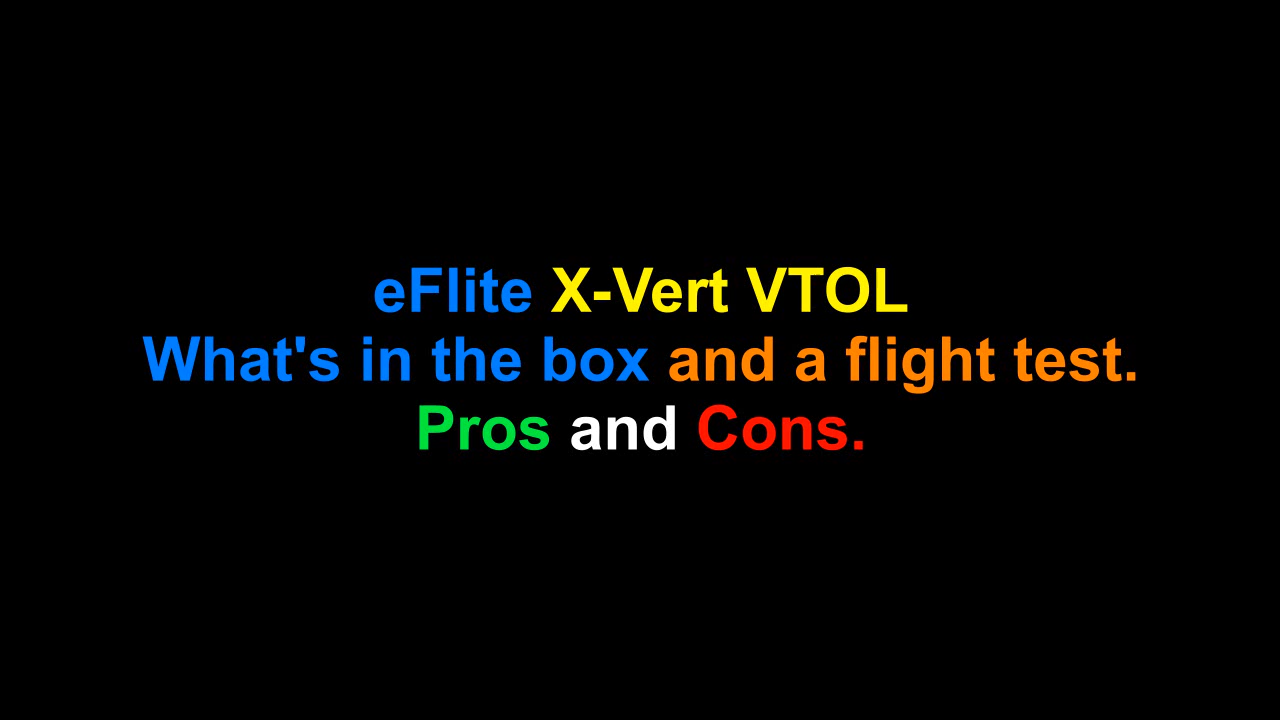 eFlite X-Vert VTOL
What's in the box and a flight test.
Pros and Cons.